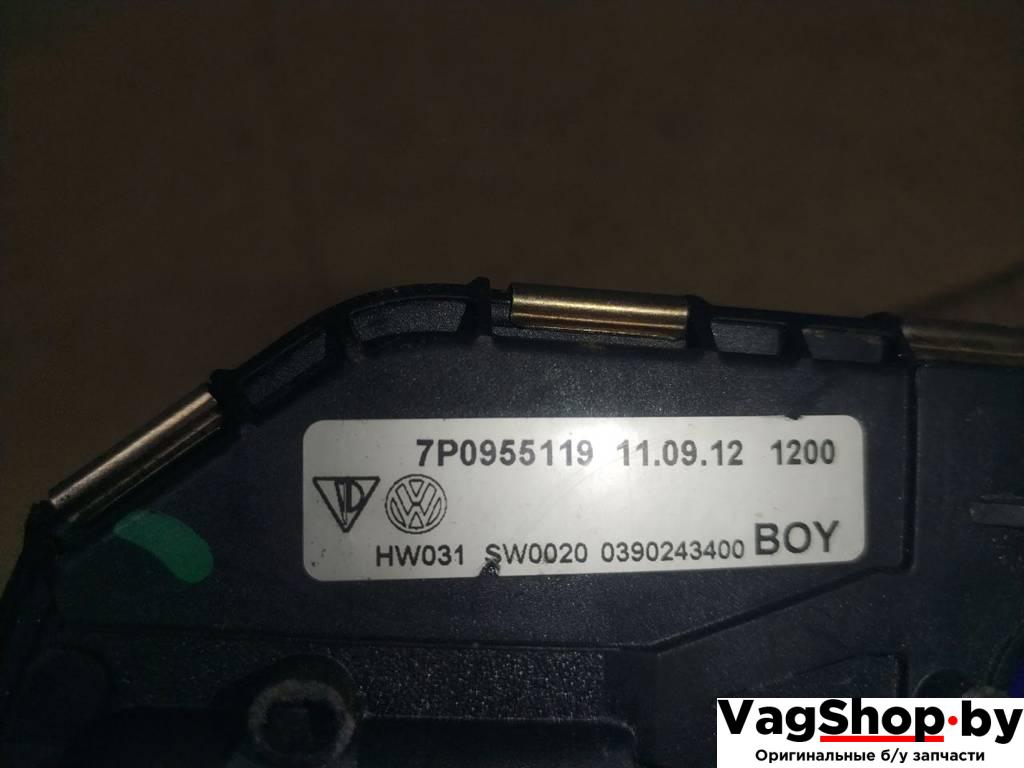 7P0955119 11.09.12 1200
HW031 SW0020 0390243400 BOY
VagShop.by
Оригинальные б/у запчасти